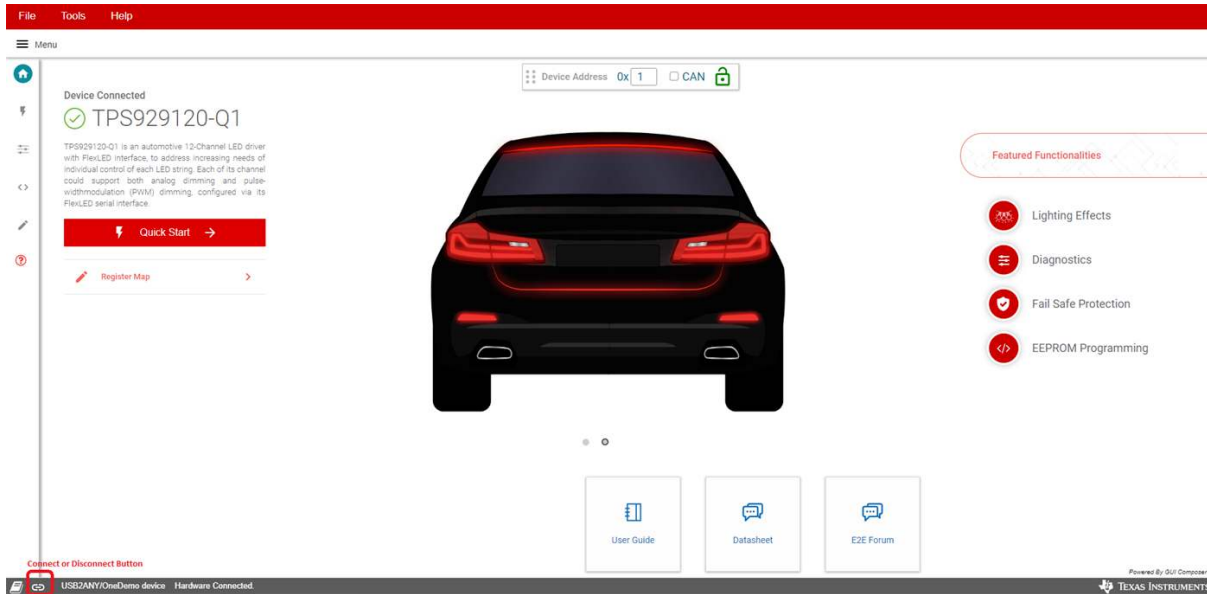 File Tools Help
Menu
Device Address 0x 1 CAN
Device Connected
TPS929120-Q1
TPS929120-Q1 is an automotive 12-Channel LED driver
with FlexLED interface, to address increasing needs of
individual control of each LED string. Each of its channel
could support both analog dimming and pulse-
widthmodulation (PWM) dimming, configured via its
FlexLED serial interface.
Quick Start
Register Map
Featured Functionalities
Lighting Effects
Diagnostics
Fail Safe Protection
EEPROM Programming
User Guide
Datasheet
E2E Forum
Connect or Disconnect Button
Powered By GUI Composer
USB2ANY/OneDemo device Hardware Connected.
TEXAS INSTRUMENTS